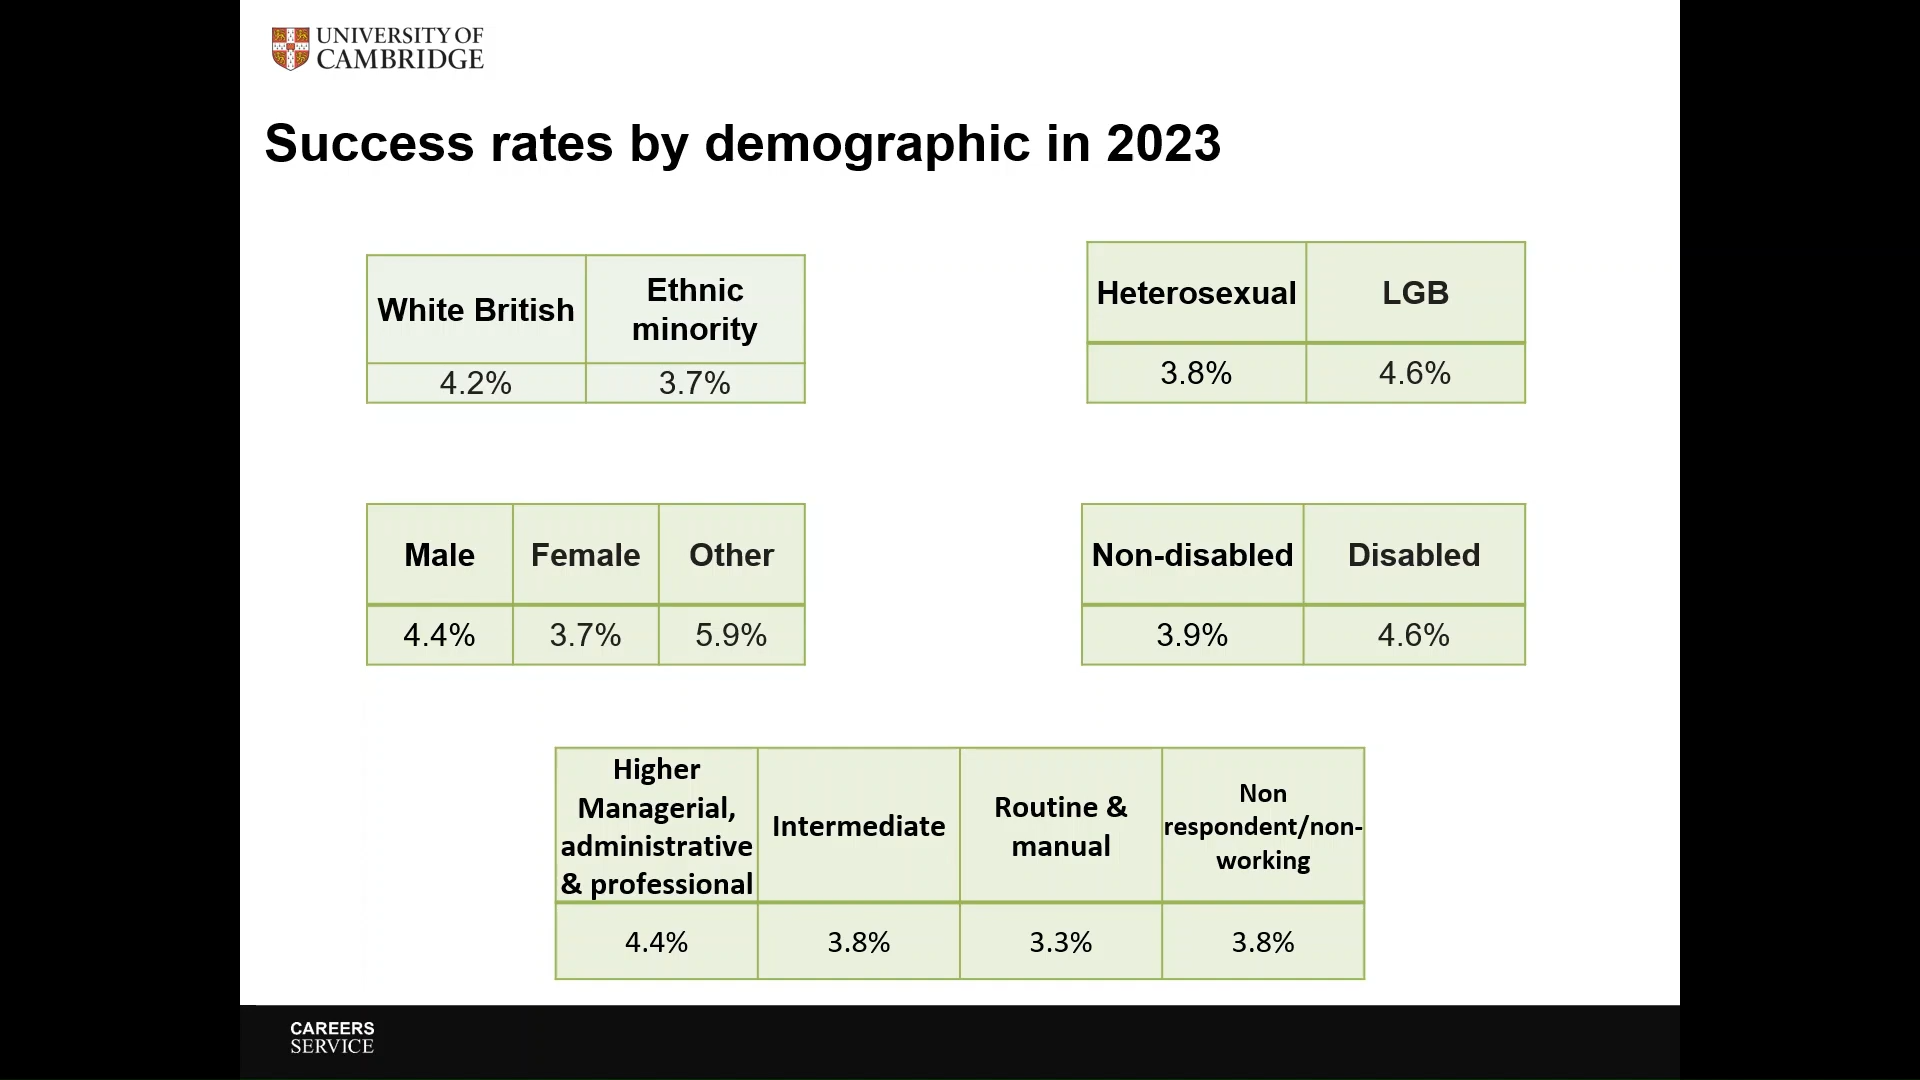 UNIVERSITY OF
CAMBRIDGE
Success rates by demographic in 2023
White British
Ethnic
minority
4.2%
3.7%
Heterosexual
LGB
3.8%
4.6%
Male
Female
Other
4.4%
3.7%
5.9%
Non-disabled
Disabled
3.9%
4.6%
Higher
Managerial,
administrative
& professional
Intermediate
Routine &
manual
Non
respondent/non-
working
4.4%
3.8%
3.3%
3.8%
CAREERS
SERVICE